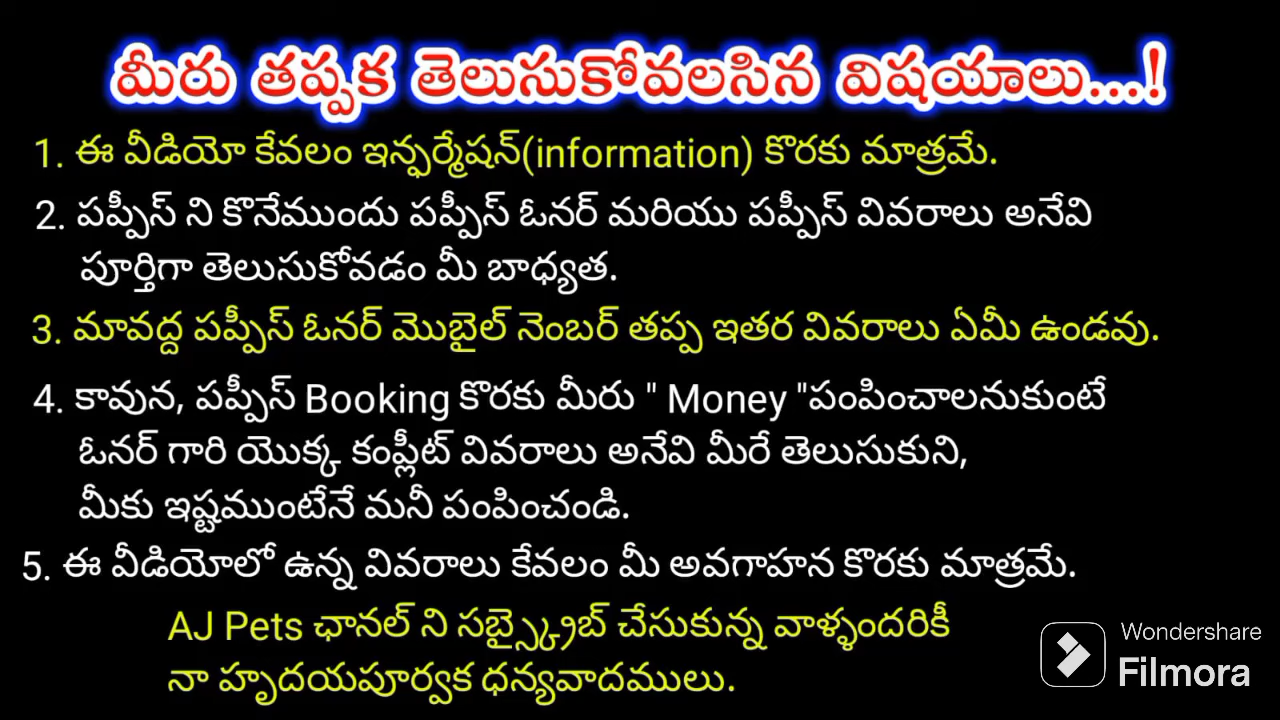 మీరు తప్పక తెలుసుకోవలసిన విషయాలు...!
1. ఈ వీడియో కేవలం ఇన్ఫర్మేషన్(information) కొరకు మాత్రమే.
2. పప్పీస్ ని కొనేముందు పప్పీస్ ఓనర్ మరియు పప్పీస్ వివరాలు అనేవి
పూర్తిగా తెలుసుకోవడం మీ బాధ్యత.
3. మావద్ద పప్పీస్ ఓనర్ మొబైల్ నెంబర్ తప్ప ఇతర వివరాలు ఏమీ ఉండవు.
4. కావున, పప్పీస్ Booking కొరకు మీరు " Money "పంపించాలనుకుంటే
ఓనర్ గారి యొక్క కంప్లీట్ వివరాలు అనేవి మీరే తెలుసుకుని,
మీకు ఇష్టముంటేనే మనీ పంపించండి.
5. ఈ వీడియోలో ఉన్న వివరాలు కేవలం మీ అవగాహన కొరకు మాత్రమే.
AJ Pets ఛానల్ ని సబ్స్క్రైబ్ చేసుకున్న వాళ్ళందరికీ
నా హృదయపూర్వక ధన్యవాదములు.
Wondershare
Filmora